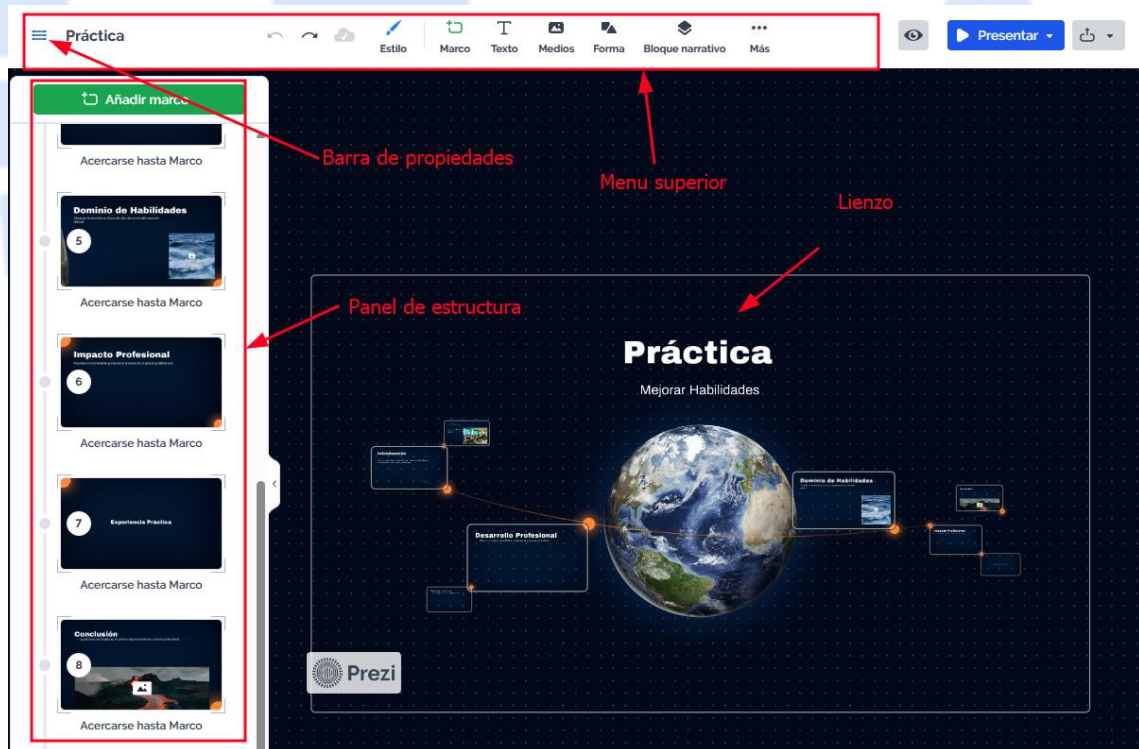 Práctica
Estilo
Marco
Texto
Medios
Forma
Bloque narrativo
Más
Presentar
Añadir marco
Acercarse hasta Marco
Dominio de Habilidades
5
Acercarse hasta Marco
Impacto Profesional
6
Acercarse hasta Marco
Experiencia Práctica
7
Acercarse hasta Marco
Conclusión
8
Acercarse hasta Marco
Barra de propiedades
Menu superior
Lienzo
Panel de estructura
Práctica
Mejorar Habilidades
Introducción
Desarrollo Profesional
Dominio de Habilidades
Impacto Profesional
Prezi